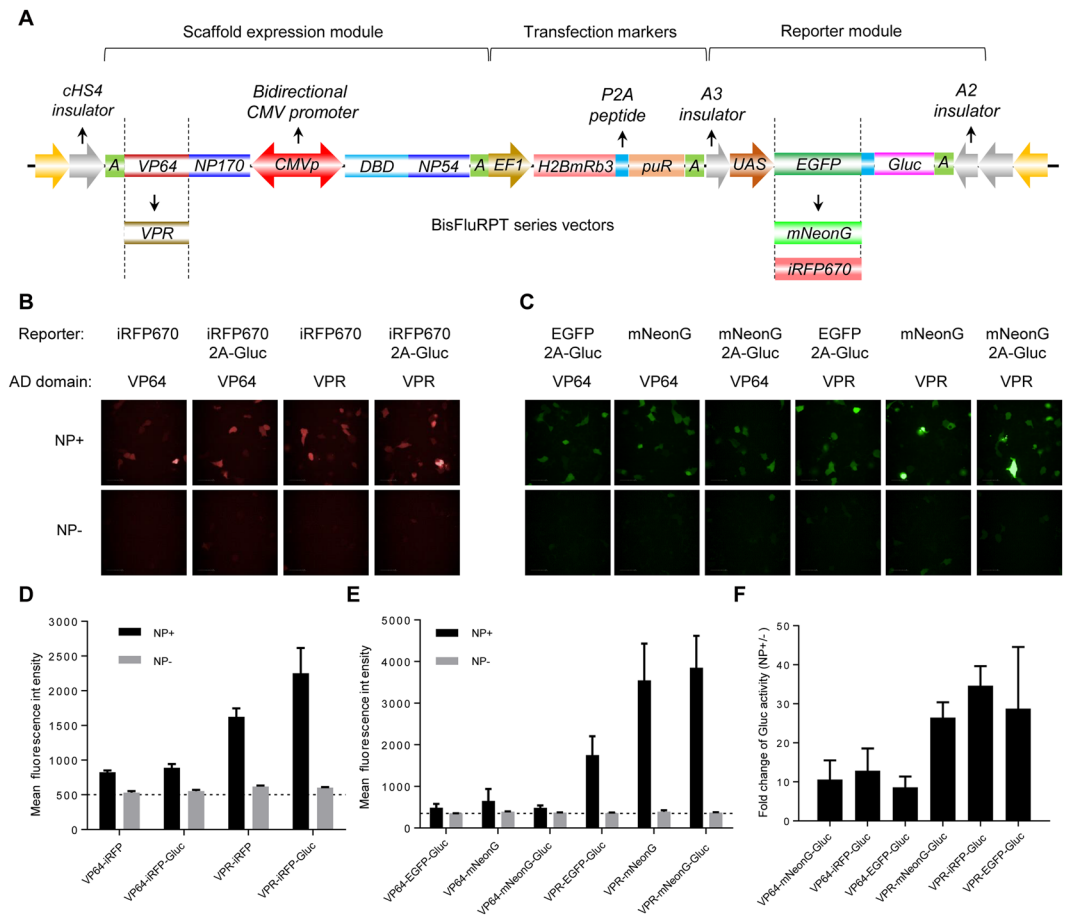 A
Scaffold expression module
Transfection markers
Reporter module
cHS4
insulator
Bidirectional
CMV promoter
P2A
peptide
A3
insulator
A2
insulator
A VP64 NP170 CMVp DBD NP54 A EF1 H2BmRb3 puR A UAS EGFP Gluc A
VPR
BisFluRPT series vectors
mNeonG
iRFP670
B
Reporter: iRFP670 iRFP670 iRFP670 iRFP670
2A-Gluc 2A-Gluc
AD domain: VP64 VP64 VPR VPR
NP+
NP-
C
EGFP mNeonG mNeonG EGFP mNeonG mNeonG
2A-Gluc 2A-Gluc 2A-Gluc 2A-Gluc
VP64 VP64 VP64 VPR VPR VPR
D
Mean fluorescence intensity
3000
2500
2000
1500
1000
500
0
NP+
NP-
VP64-iRFP
VP64-iRFP-Gluc
VPR-iRFP
VPR-iRFP-Gluc
E
Mean fluorescence intensity
5000
4000
3000
2000
1000
0
NP+
NP-
VP64-EGFP-Gluc
VP64-mNeonG
VP64-mNeonG-Gluc
VPR-EGFP-Gluc
VPR-mNeonG
VPR-mNeonG-Gluc
F
Fold change of Gluc activity (NP+/-)
50
40
30
20
10
0
VP64-mNeonG-Gluc
VP64-iRFP-Gluc
VP64-EGFP-Gluc
VPR-mNeonG-Gluc
VPR-iRFP-Gluc
VPR-EGFP-Gluc